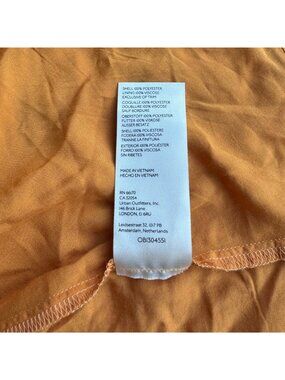 SHELL 100% POLYESTER
LINING 100% VISCOSE
EXCLUSIVE OF TRIM
COQUILLE 100% POLYESTER
DOUBLURE 100% VISCOSE
SAUF BORDURE
OBERSTOFF 100% POLYESTER
FUTTER 100% VISKOSE
AUSSER BESATZ
SHELL 100% POLIESTERE
FODERA 100% VISCOSA
TRANNE LA FINITURA
EXTERIOR 100% POLIÉSTER
FORRO 100% VISCOSA
SIN RIBETES
MADE IN VIETNAM
HECHO EN VIETNAM
RN 66170
CA 32054
Urban Outfitters, Inc.
146 Brick Lane
LONDON, E1 6RU
Leidsestraat 32, 1017 PB
Amsterdam, Netherlands
OB1304551